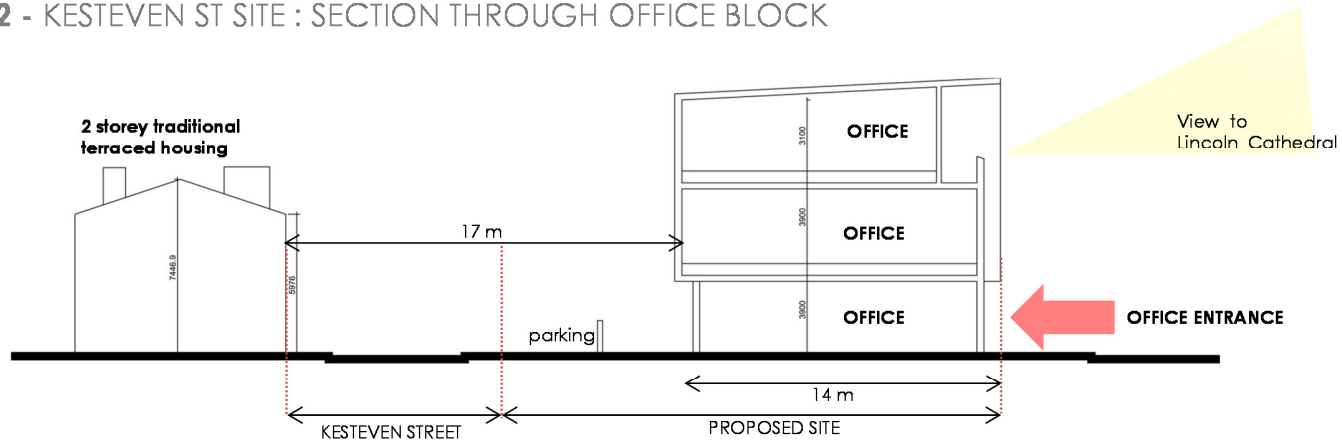 2 - KESTEVEN ST SITE : SECTION THROUGH OFFICE BLOCK
2 storey traditional
terraced housing
View to
Lincoln Cathedral
OFFICE
3100
OFFICE
3900
17 m
7446.9
5976
OFFICE
3900
parking
OFFICE ENTRANCE
14 m
KESTEVEN STREET
PROPOSED SITE